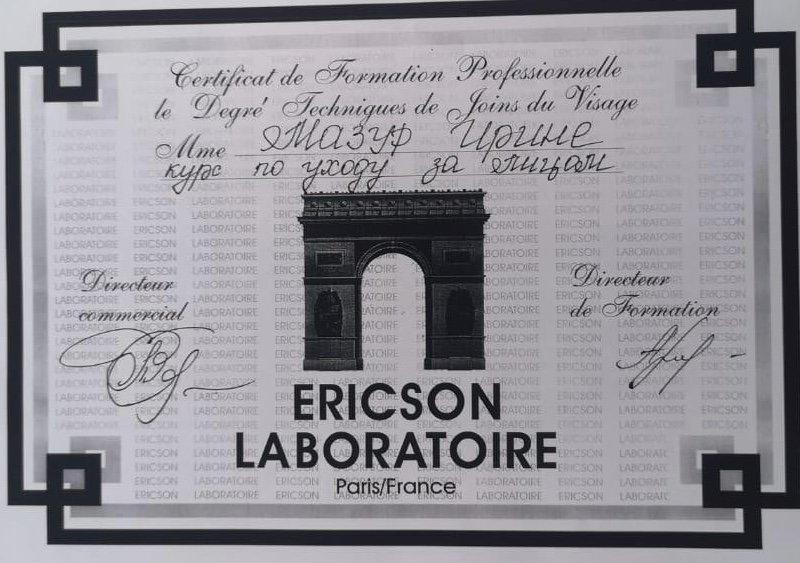 Certificat de Formation Professionnelle
le Degré Techniques de Joins du Visage
Mme Мазур Ирине
курс по уходу за лицом
Directeur
commercial
Directeur
de Formation
ERICSON
LABORATOIRE
Paris/France